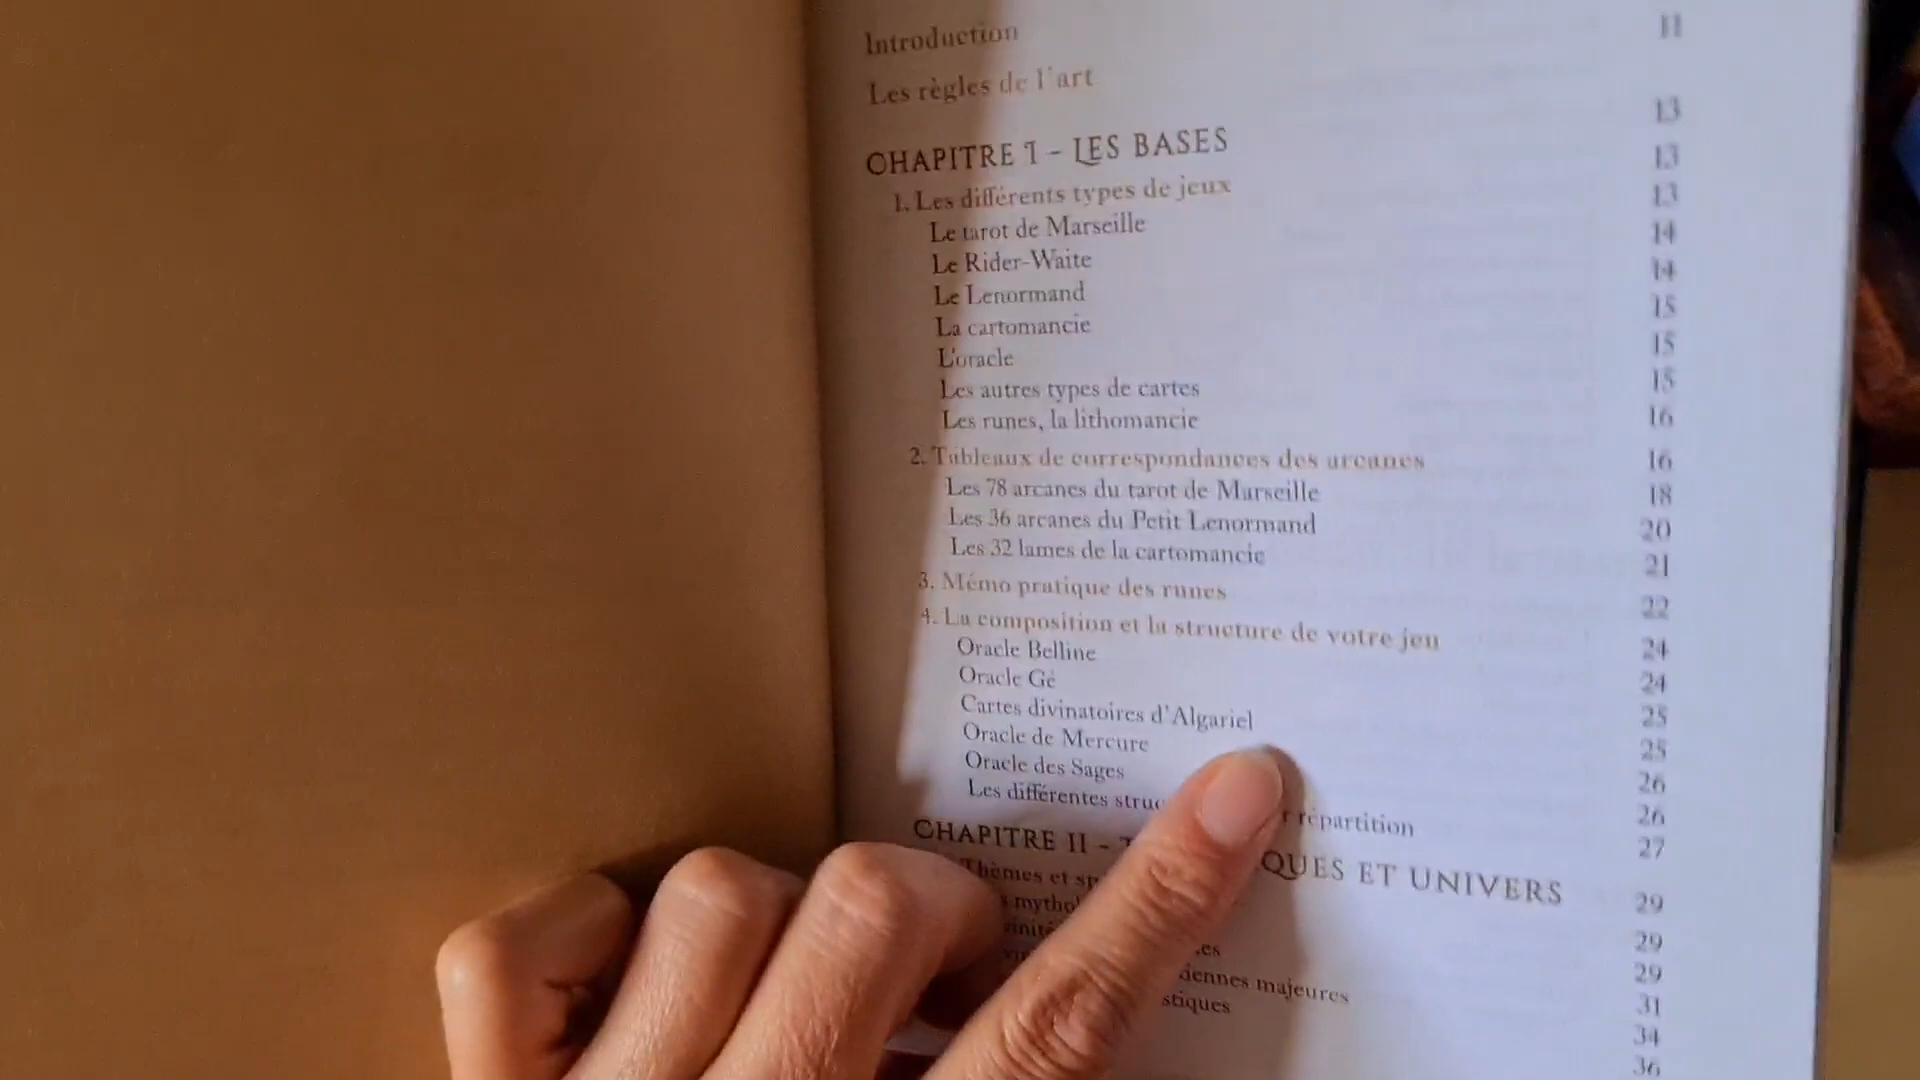 Introduction
Les règles de l'art 11
CHAPITRE I - LES BASES 13
1. Les différents types de jeux 13
Le tarot de Marseille 13
Le Rider-Waite 14
Le Lenormand 14
La cartomancie 15
L'oracle 15
Les autres types de cartes 15
Les runes, la lithomancie 16
2. Tableaux de correspondances des arcanes 16
Les 78 arcanes du tarot de Marseille 18
Les 36 arcanes du Petit Lenormand 20
Les 32 lames de la cartomancie 21
3. Mémo pratique des runes 22
4. La composition et la structure de votre jeu 24
Oracle Belline 24
Oracle Gé 25
Cartes divinatoires d'Algariel 25
Oracle de Mercure 26
Oracle des Sages 26
Les différentes répartition 27
CHAPITRE II - ET UNIVERS 29
Thèmes et 29
29
31
majeures 34
36